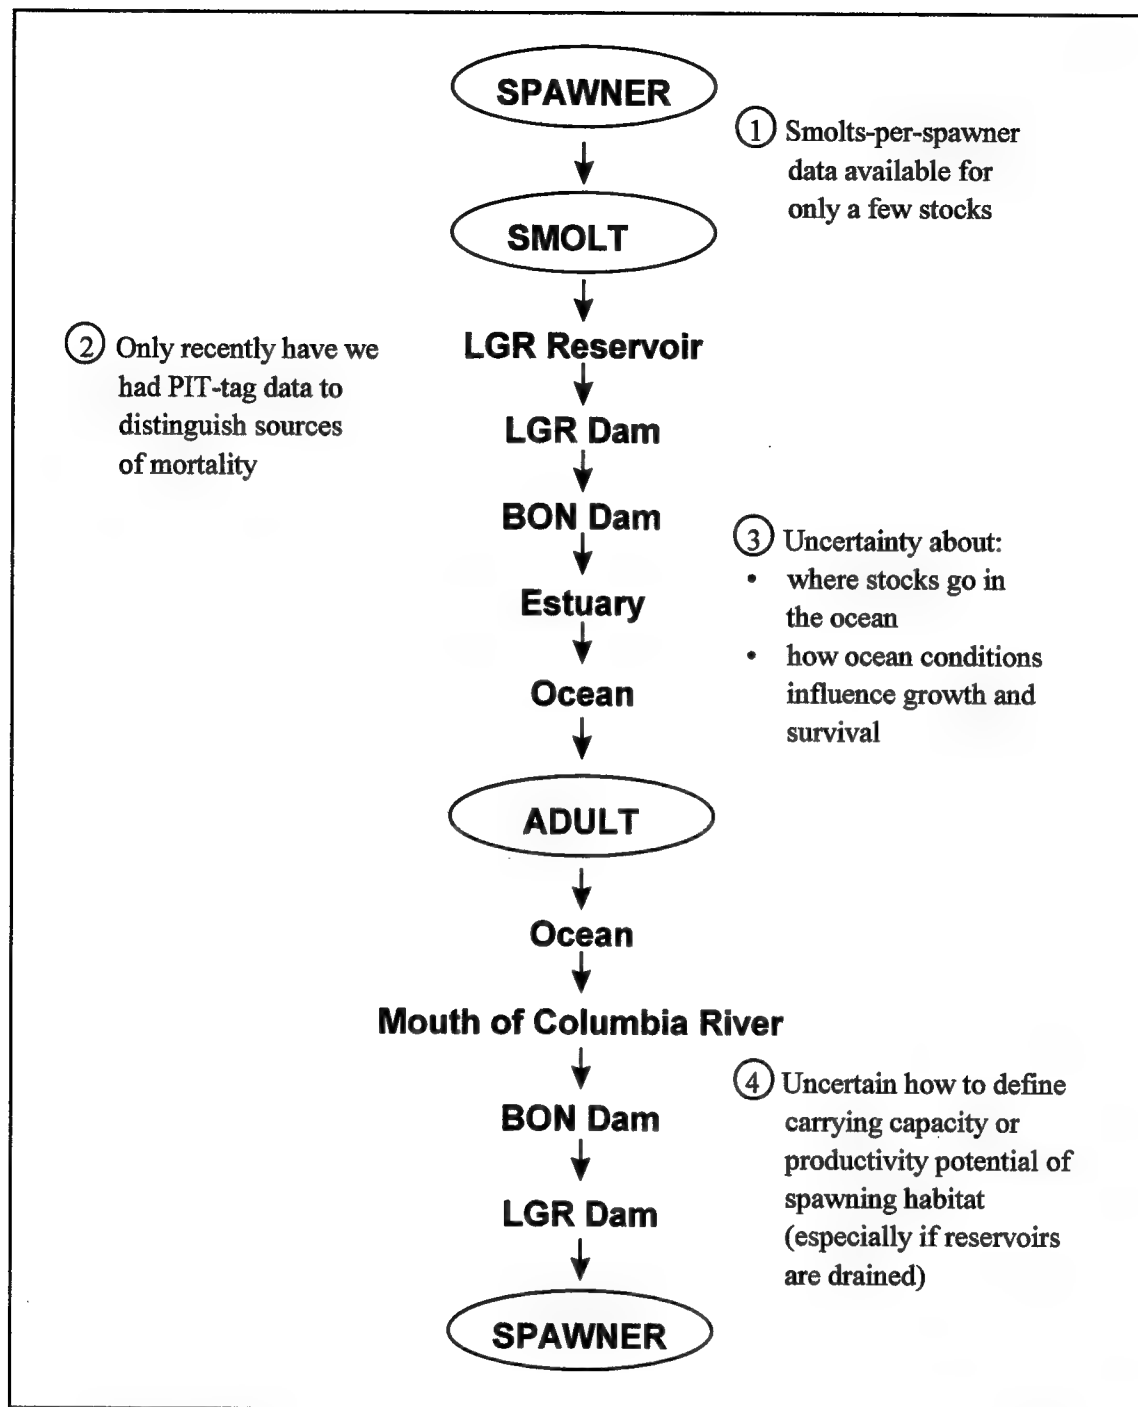 SPAWNER
① Smolts-per-spawner
data available for
only a few stocks
SMOLT
LGR Reservoir
② Only recently have we
had PIT-tag data to
distinguish sources
of mortality
LGR Dam
BON Dam
③ Uncertainty about:
• where stocks go in
the ocean
• how ocean conditions
influence growth and
survival
Estuary
Ocean
ADULT
Ocean
Mouth of Columbia River
④ Uncertain how to define
carrying capacity or
productivity potential of
spawning habitat
(especially if reservoirs
are drained)
BON Dam
LGR Dam
SPAWNER